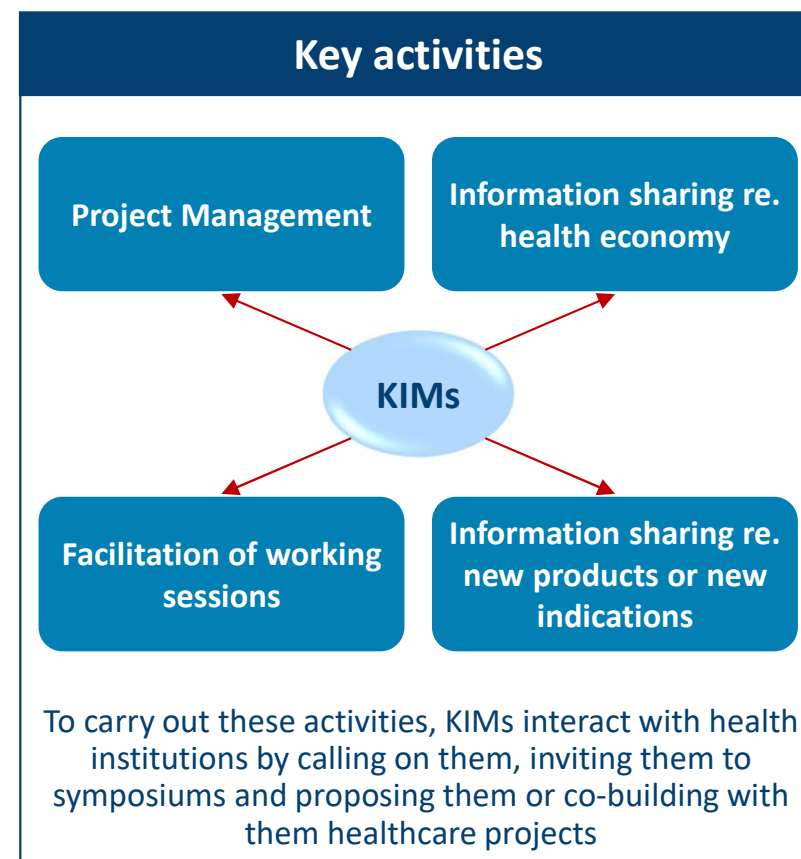 Key activities
Project Management
Information sharing re.
health economy
KIMs
Facilitation of working
sessions
Information sharing re.
new products or new
indications
To carry out these activities, KIMs interact with health
institutions by calling on them, inviting them to
symposiums and proposing them or co-building with
them healthcare projects